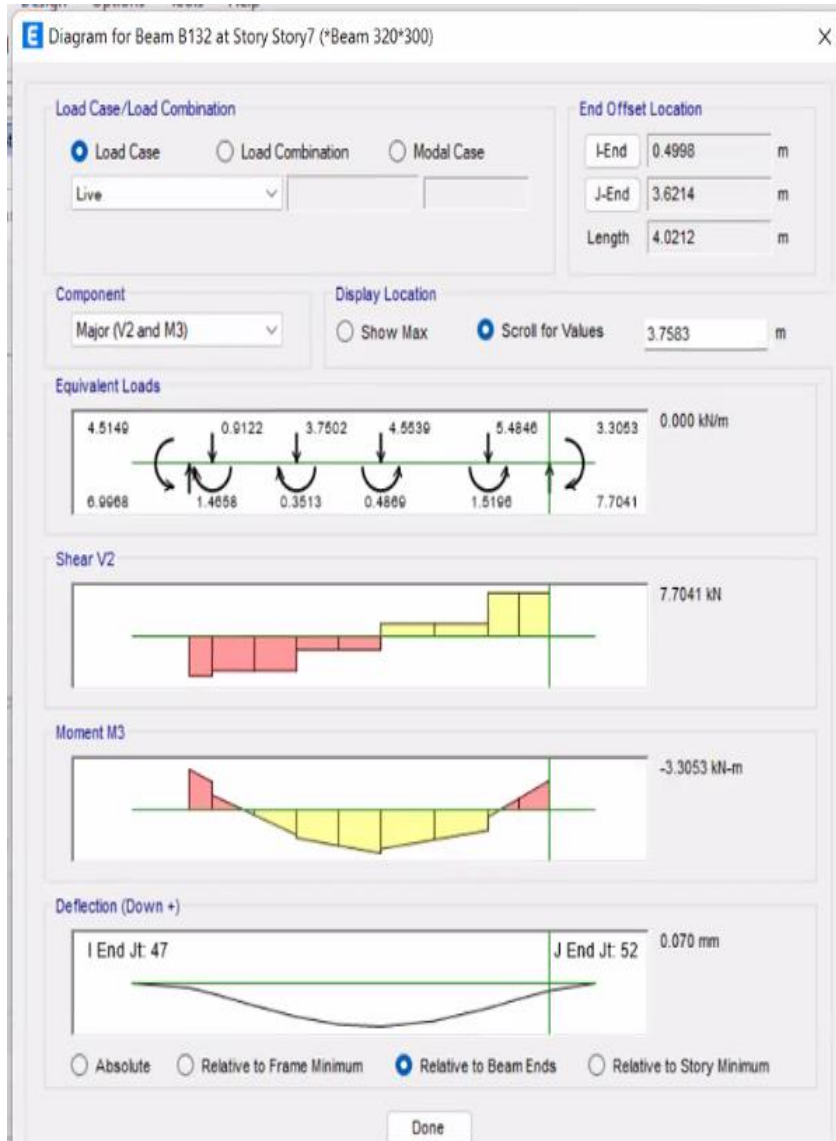 Design Options Tools Help
Diagram for Beam B132 at Story Story7 (*Beam 320*300)
Load Case/Load Combination
Load Case Load Combination Modal Case
Live
End Offset Location
I-End 0.4998 m
J-End 3.6214 m
Length 4.0212 m
Component
Major (V2 and M3)
Display Location
Show Max Scroll for Values 3.7583 m
Equivalent Loads
4.5149 0.9122 3.7502 4.5539 5.4846 3.3053 0.000 kN/m
6.9968 1.4658 0.3513 0.4869 1.5196 7.7041
Shear V2
7.7041 kN
Moment M3
-3.3053 kN-m
Deflection (Down +)
I End Jt: 47 J End Jt: 52 0.070 mm
Absolute Relative to Frame Minimum Relative to Beam Ends Relative to Story Minimum
Done